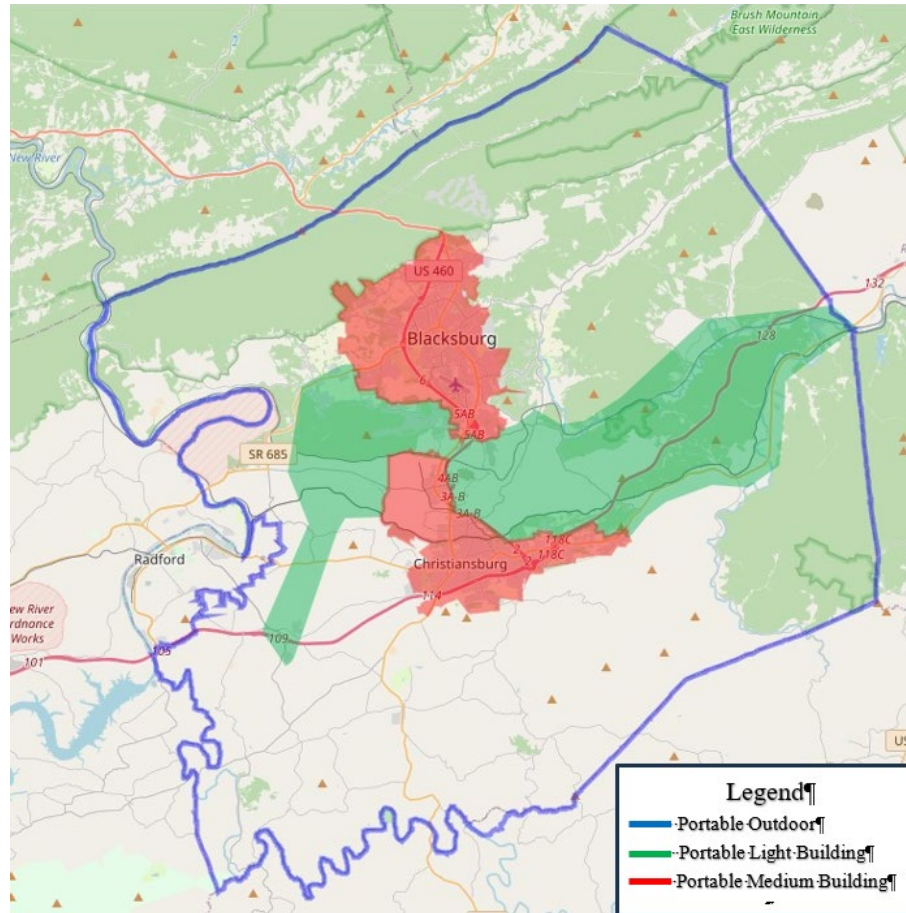 Brush Mountain
East Wilderness
New River
US 460
132
Blacksburg
128
6
5AB
5AB
SR 685
4AB
3A-B
3A-B
118C
2
118C
Radford
Christiansburg
114
New River
Ordnance
Works
109
105
101
US
Legend¶
Portable·Outdoor¶
Portable·Light·Building¶
Portable·Medium·Building¶
¶